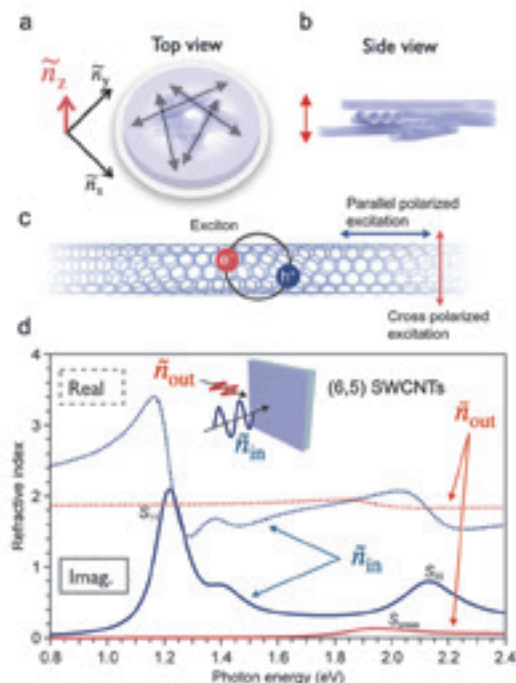 a
Top view
ñz
ñy
ñx
b
Side view
c
Exciton
e⁻
h⁺
Parallel polarized
excitation
Cross polarized
excitation
d
Real
ñout
ñin
(6,5) SWCNTs
ñout
ñin
Imag.
S
S
Refractive index
4
3
2
1
0
0.8 1.0 1.2 1.4 1.6 1.8 2.0 2.2 2.4
Photon energy (eV)